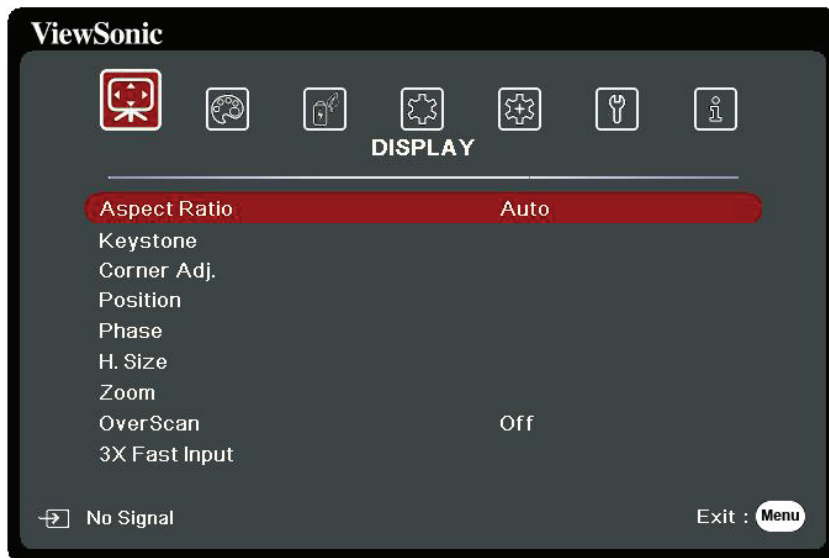 ViewSonic
DISPLAY
Aspect Ratio Auto
Keystone
Corner Adj.
Position
Phase
H. Size
Zoom
OverScan Off
3X Fast Input
No Signal Exit : Menu